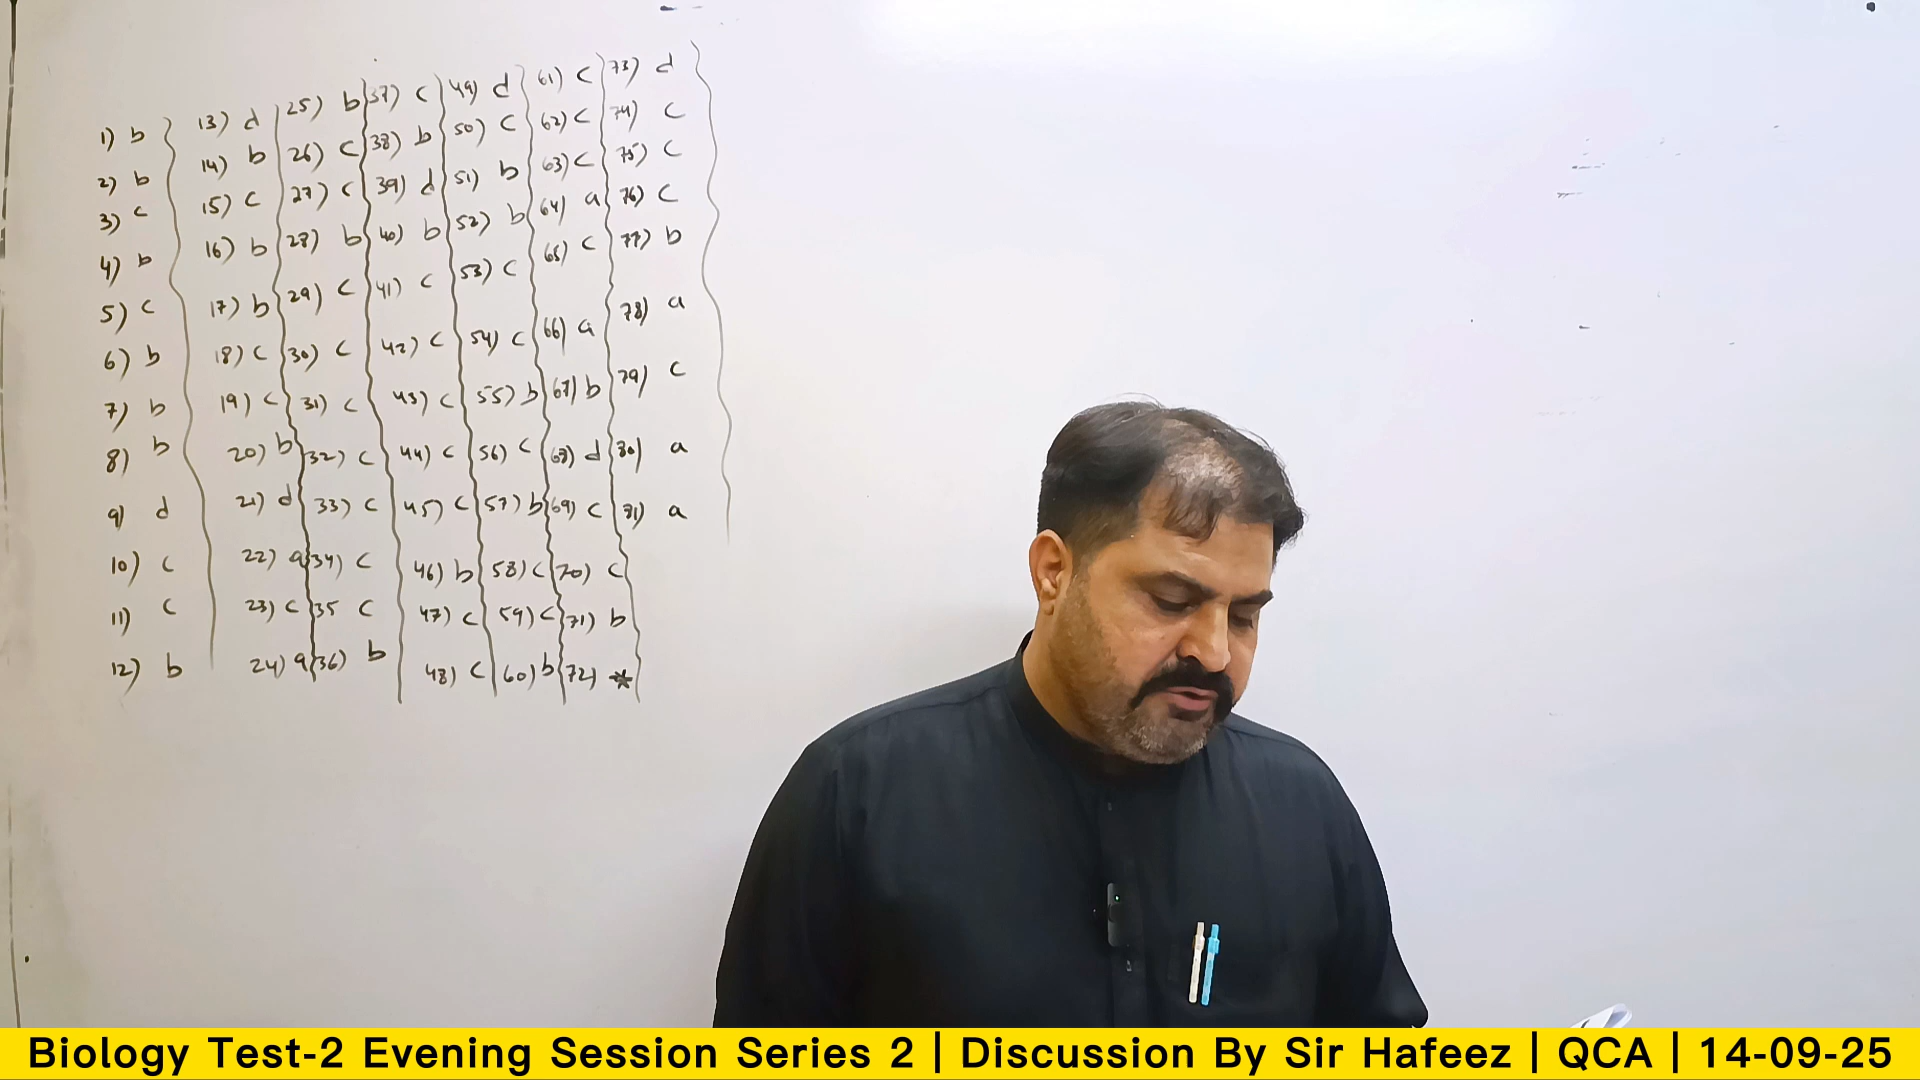 1) b
2) b
3) c
4) b
5) c
6) b
7) b
8) b
9) d
10) c
11) c
12) b
13) d
14) b
15) c
16) b
17) b
18) c
19) c
20) b
21) d
22) a
23) c
24) a
25) b
26) c
27) c
28) b
29) c
30) c
31) c
32) c
33) c
34) c
35 c
36) b
37) c
38) b
39) d
40) b
41) c
42) c
43) c
44) c
45) c
46) b
47) c
48) c
49) d
50) c
51) b
52) b
53) c
54) c
55) b
56) c
57) b
58) c
59) c
60) b
61) c
62) c
63) c
64) a
65) c
66) a
67) b
68) d
69) c
70) c
71) b
72) *
73) d
74) c
75) c
76) c
77) b
78) a
79) c
80) a
81) a
Biology Test-2 Evening Session Series 2 | Discussion By Sir Hafeez | QCA | 14-09-25